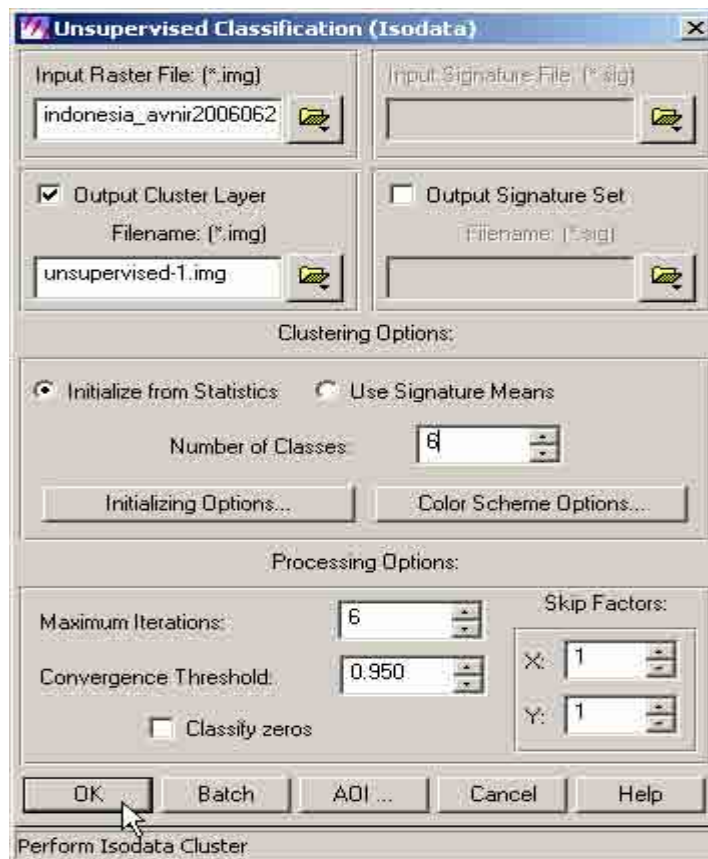 Unsupervised Classification (Isodata)
Input Raster File: (*.img)
Input Signature File: (*.sig)
indonesia_avnir2006062
Output Cluster Layer
Output Signature Set
Filename: (*.img)
Filename: (*.sig)
unsupervised-1.img
Clustering Options:
Initialize from Statistics
Use Signature Means
Number of Classes:
6
Initializing Options...
Color Scheme Options...
Processing Options:
Maximum Iterations:
6
Skip Factors:
Convergence Threshold:
0.950
X:
1
Classify zeros
Y:
1
OK
Batch
AOI ...
Cancel
Help
Perform Isodata Cluster